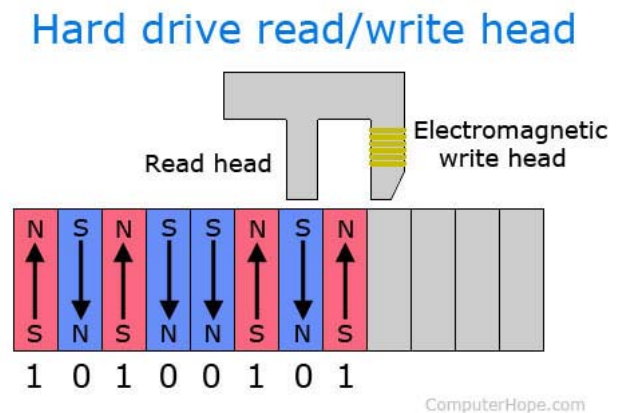 Hard drive read/write head
Electromagnetic
write head
Read head
N S N S S N S N
S N S N N S N S
1 0 1 0 0 1 0 1
ComputerHope.com